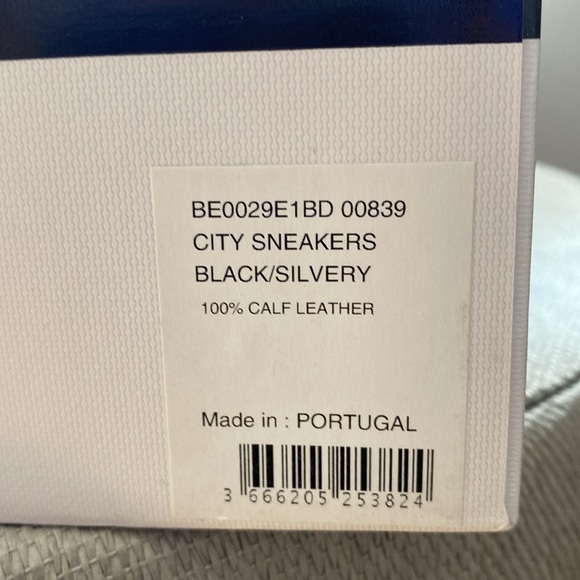 BE0029E1BD 00839
CITY SNEAKERS
BLACK/SILVERY
100% CALF LEATHER
Made in : PORTUGAL
3 666205 253824